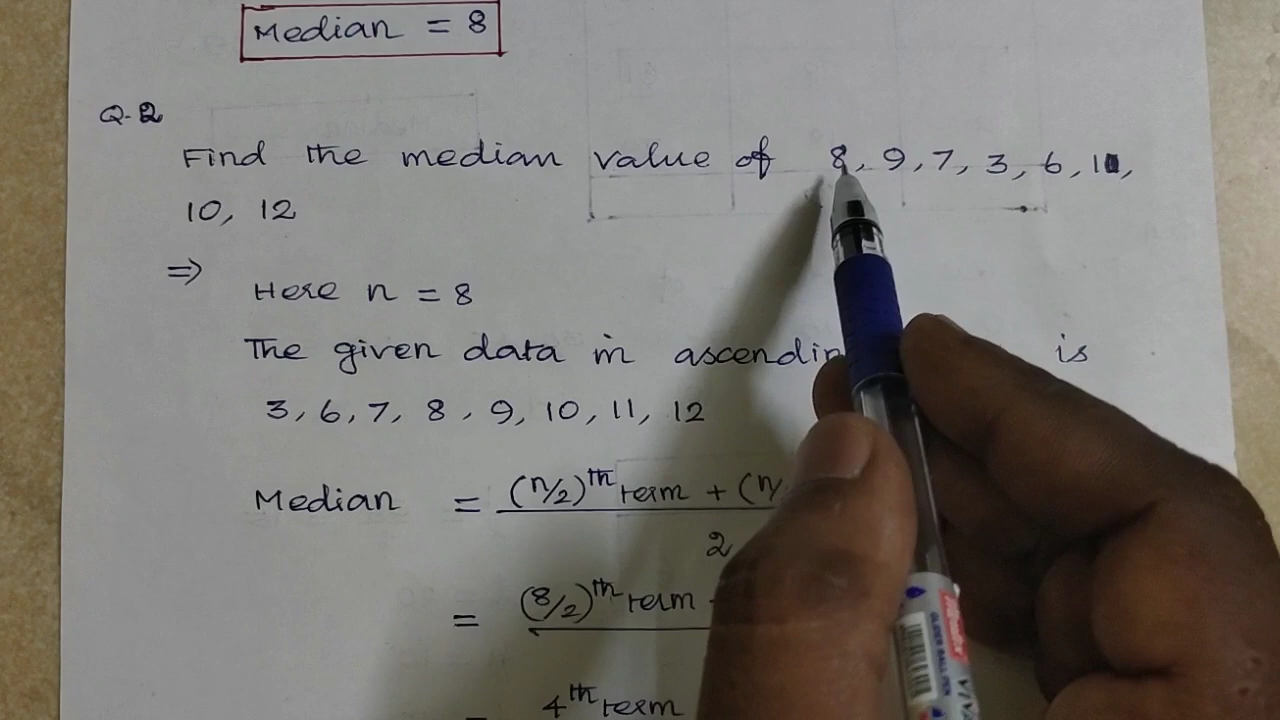 Median = 8
Q-2
Find the median value of 8, 9, 7, 3, 6, 11,
10, 12
⇒
Here n = 8
The given data in ascendin is
3, 6, 7, 8, 9, 10, 11, 12
Median = (n/2)th term + (n/
2
= (8/2)th term
= 4th term